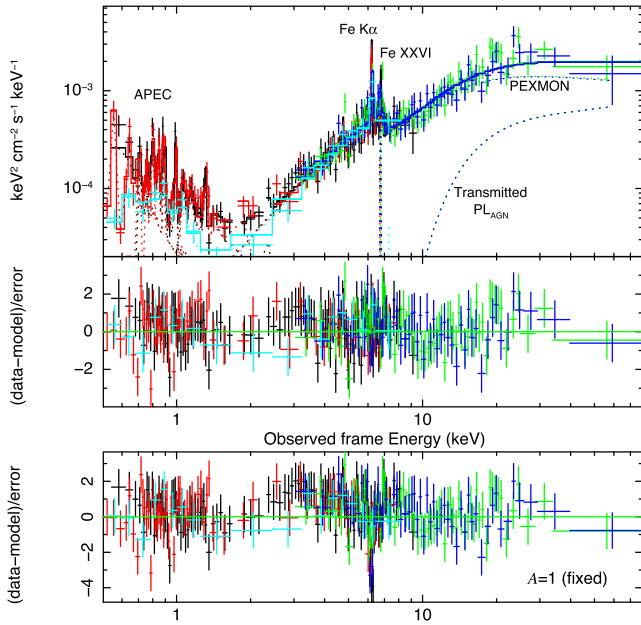 Fe Kα
Fe XXVI
APEC
PEXMON
Transmitted
PL_AGN
keV² cm⁻² s⁻¹ keV⁻¹
10⁻³
10⁻⁴
(data−model)/error
2
0
−2
1
10
Observed frame Energy (keV)
(data−model)/error
2
0
−2
−4
A=1 (fixed)
1
10